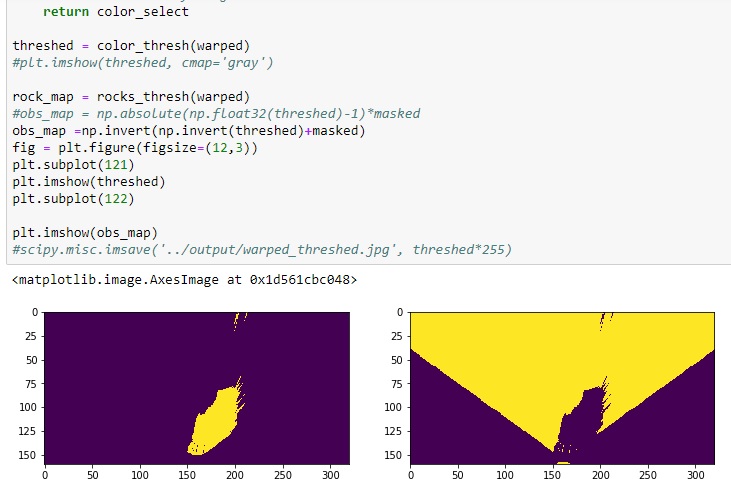 return color_select

threshed = color_thresh(warped)
#plt.imshow(threshed, cmap='gray')

rock_map = rocks_thresh(warped)
#obs_map = np.absolute(np.float32(threshed)-1)*masked
obs_map =np.invert(np.invert(threshed)+masked)
fig = plt.figure(figsize=(12,3))
plt.subplot(121)
plt.imshow(threshed)
plt.subplot(122)

plt.imshow(obs_map)
#scipy.misc.imsave('../output/warped_threshed.jpg', threshed*255)
<matplotlib.image.AxesImage at 0x1d561cbc048>
0
25
50
75
100
125
150
0 50 100 150 200 250 300
0
25
50
75
100
125
150
0 50 100 150 200 250 300